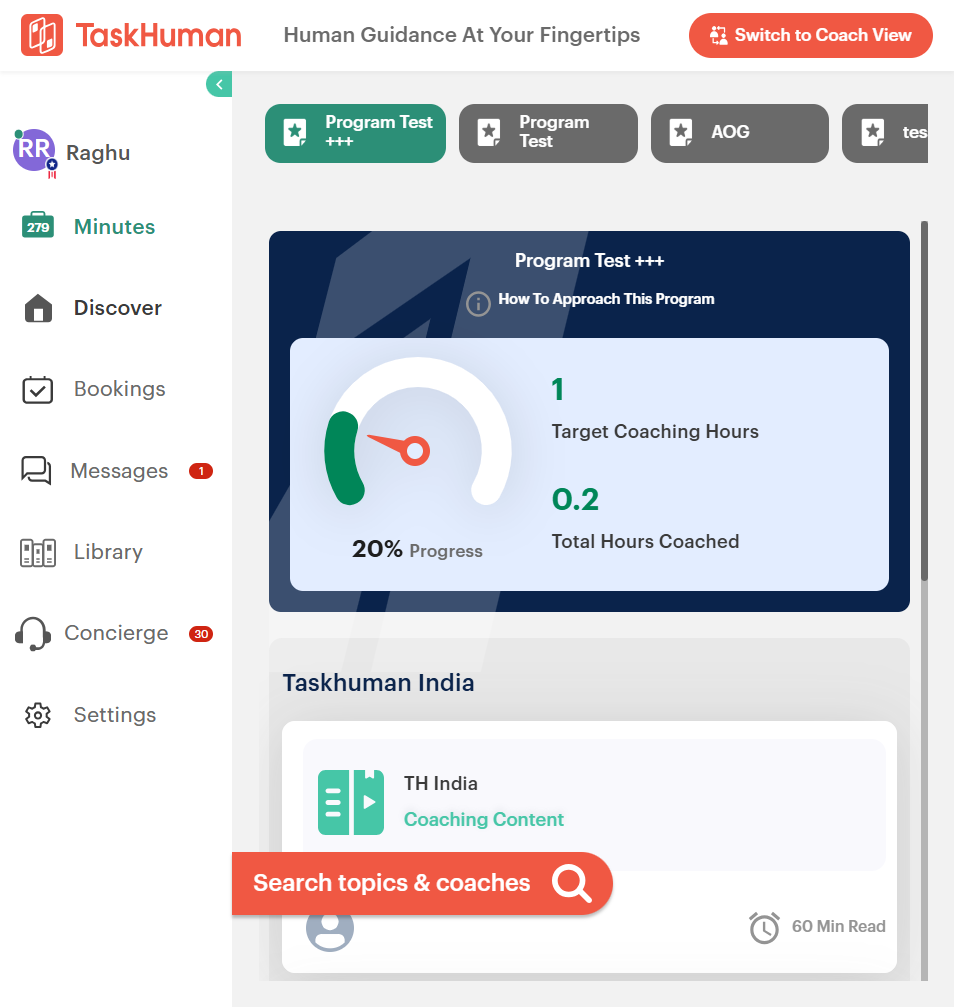 TaskHuman
Human Guidance At Your Fingertips
Switch to Coach View
RR
Raghu
279
Minutes
Discover
Bookings
Messages
1
Library
Concierge
30
Settings
Program Test
+++
Program
Test
AOG
tes
Program Test +++
How To Approach This Program
1
Target Coaching Hours
0.2
Total Hours Coached
20% Progress
Taskhuman India
TH India
Coaching Content
Search topics & coaches
60 Min Read